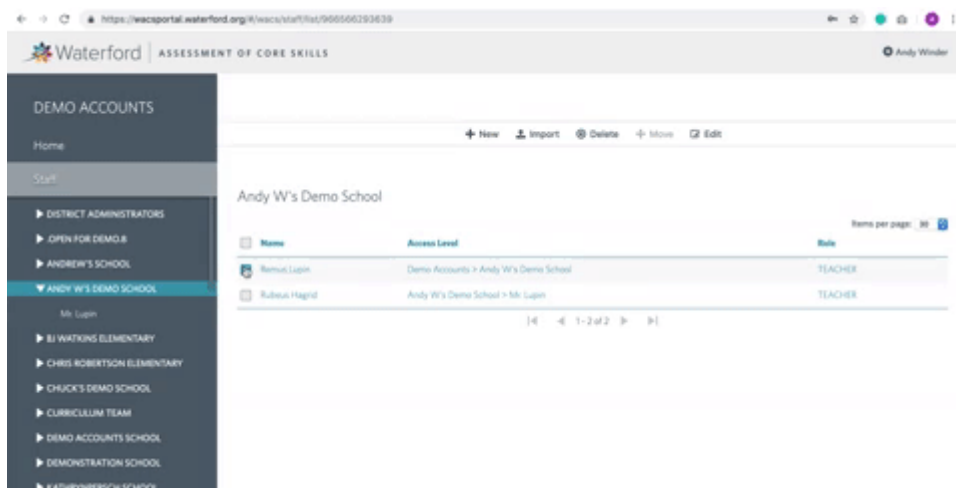 https://wacsportal.waterford.org/#/wacs/staff/list/966566293639
Waterford | ASSESSMENT OF CORE SKILLS
Andy Winder
DEMO ACCOUNTS
Home
Staff
DISTRICT ADMINISTRATORS
.OPEN FOR DEMO.8
ANDREW'S SCHOOL
ANDY W'S DEMO SCHOOL
Mr. Lupin
BJ WATKINS ELEMENTARY
CHRIS ROBERTSON ELEMENTARY
CHUCK'S DEMO SCHOOL
CURRICULUM TEAM
DEMO ACCOUNTS SCHOOL
DEMONSTRATION SCHOOL
New Import Delete Move Edit
Andy W's Demo School
Items per page: 30
Name Access Level Role
Remus Lupin Demo Accounts > Andy W's Demo School TEACHER
Rubeus Hagrid Andy W's Demo School > Mr. Lupin TEACHER
1-2 of 2